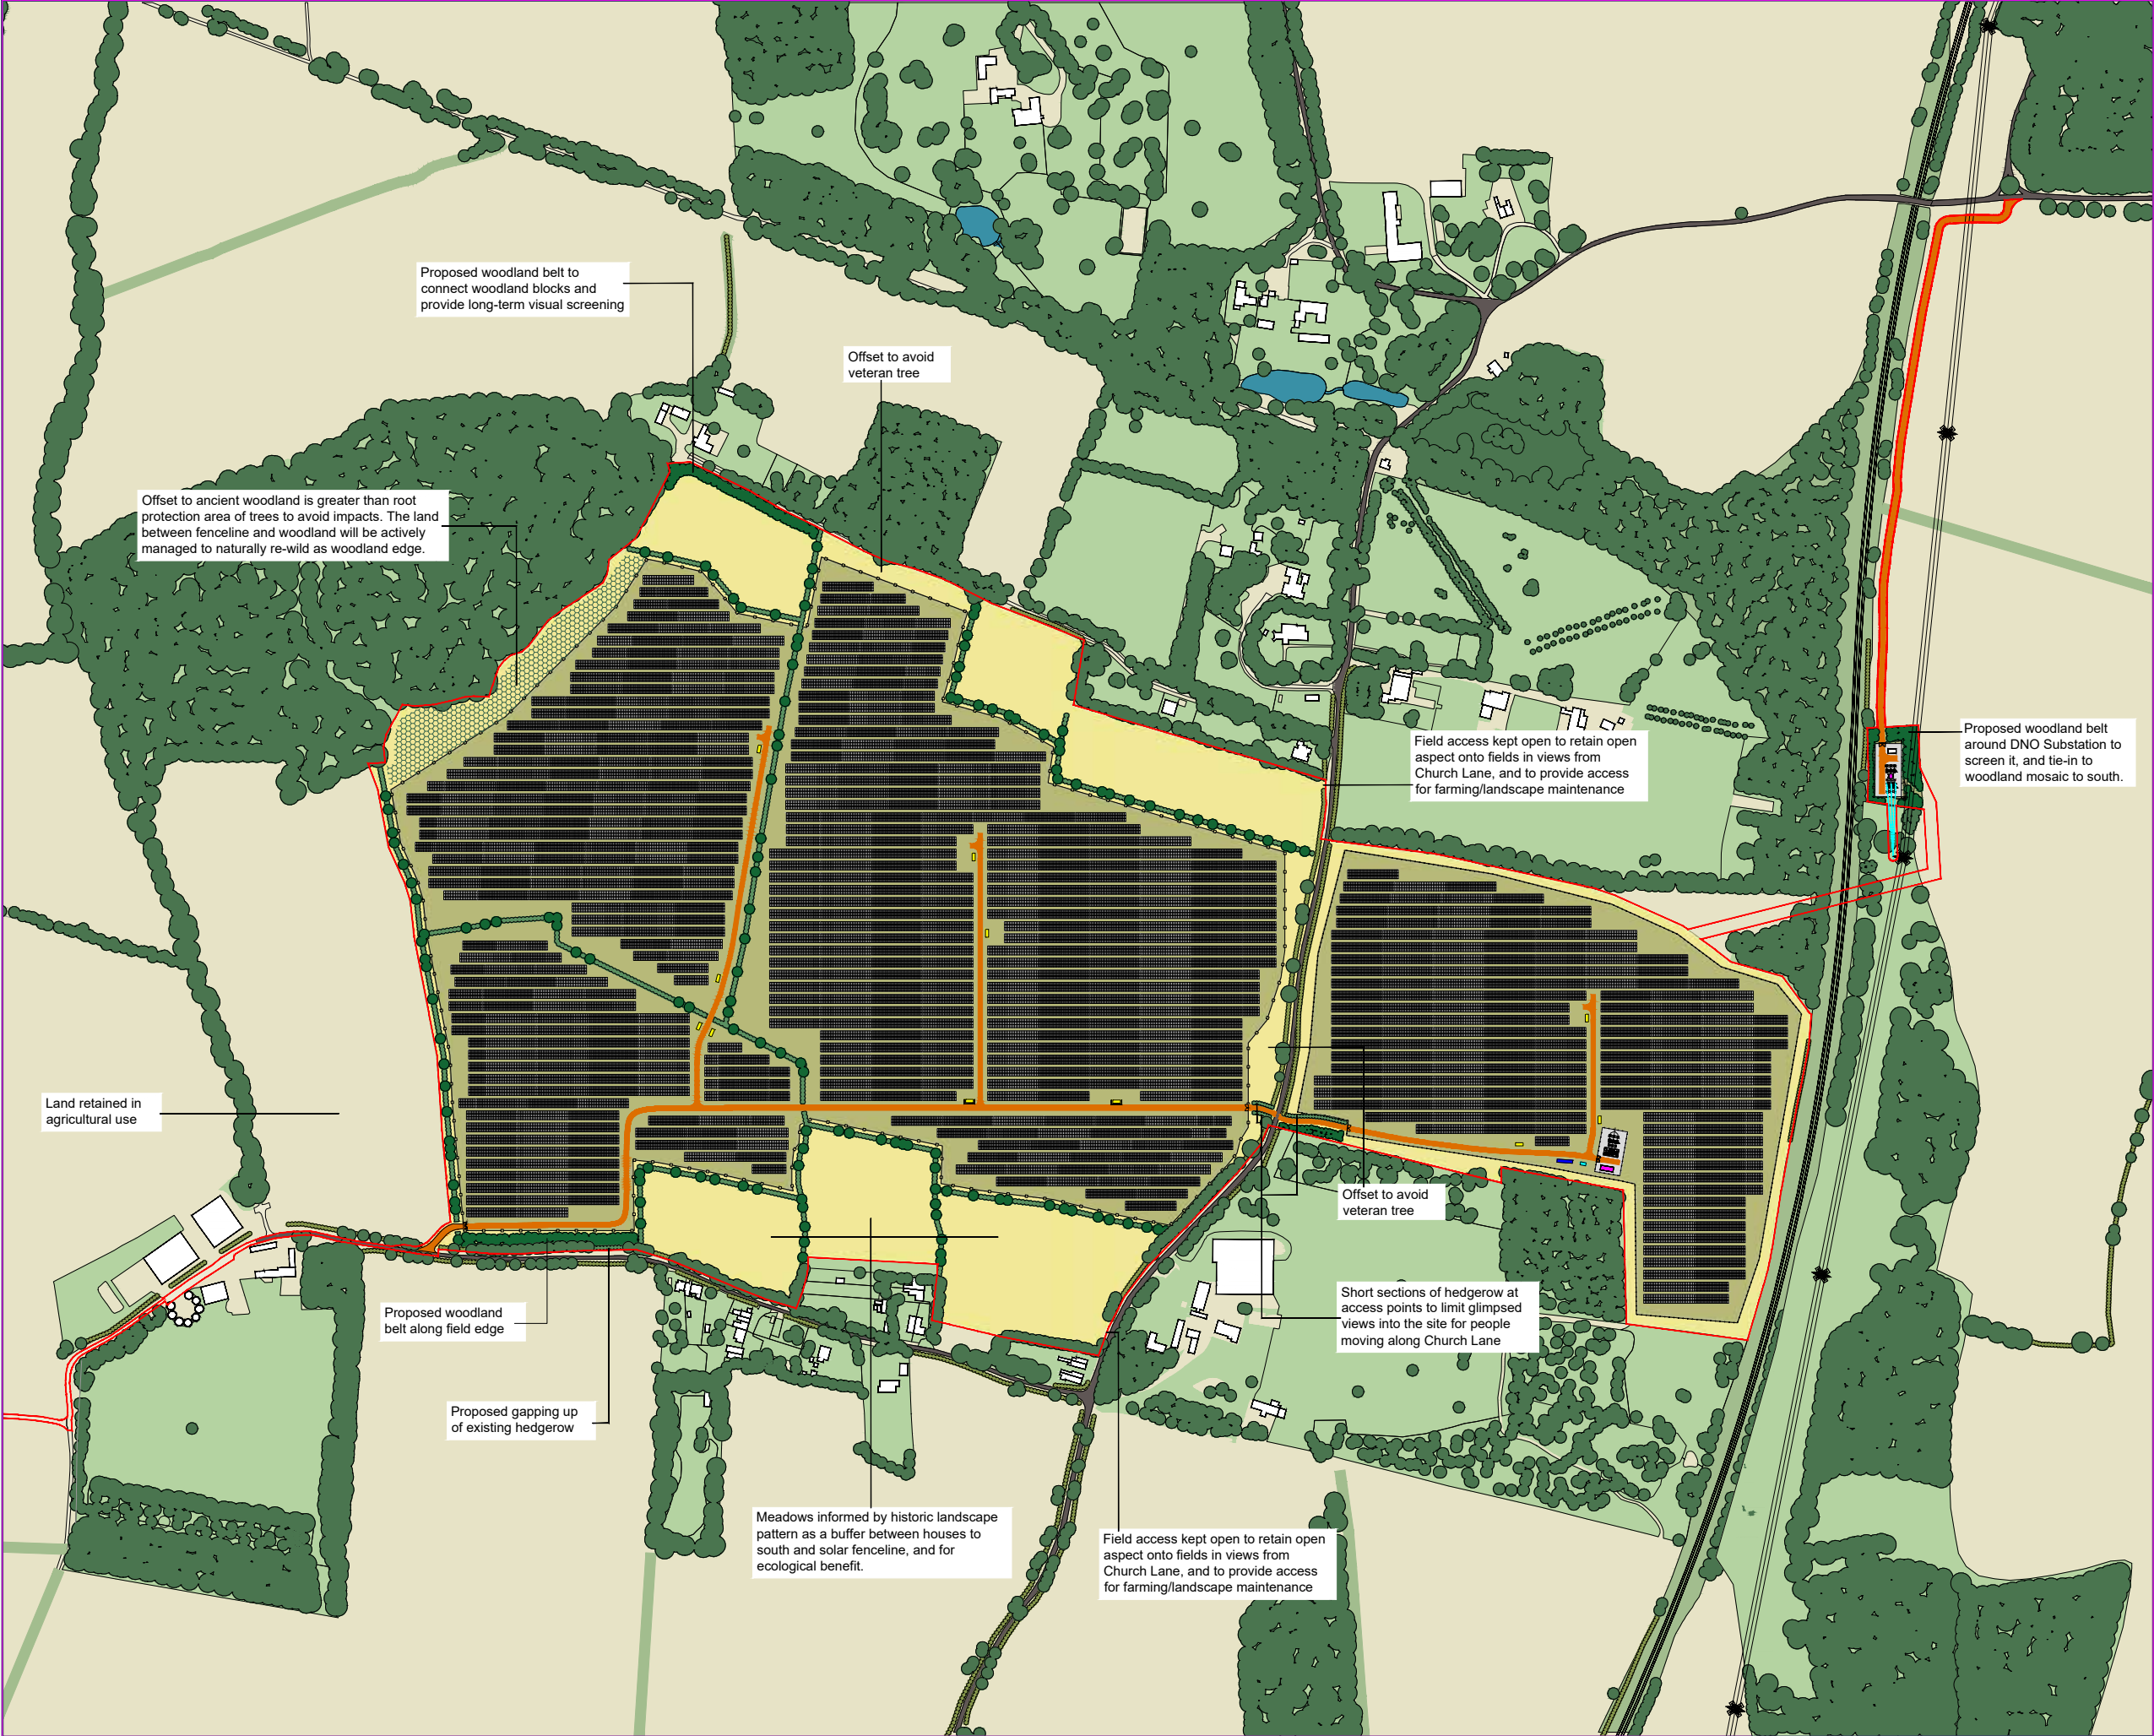 Proposed woodland belt to
connect woodland blocks and
provide long-term visual screening
Offset to avoid
veteran tree
Offset to ancient woodland is greater than root
protection area of trees to avoid impacts. The land
between fenceline and woodland will be actively
managed to naturally re-wild as woodland edge.
Field access kept open to retain open
aspect onto fields in views from
Church Lane, and to provide access
for farming/landscape maintenance
Proposed woodland belt
around DNO Substation to
screen it, and tie-in to
woodland mosaic to south.
Land retained in
agricultural use
Offset to avoid
veteran tree
Short sections of hedgerow at
access points to limit glimpsed
views into the site for people
moving along Church Lane
Proposed woodland
belt along field edge
Proposed gapping up
of existing hedgerow
Meadows informed by historic landscape
pattern as a buffer between houses to
south and solar fenceline, and for
ecological benefit.
Field access kept open to retain open
aspect onto fields in views from
Church Lane, and to provide access
for farming/landscape maintenance